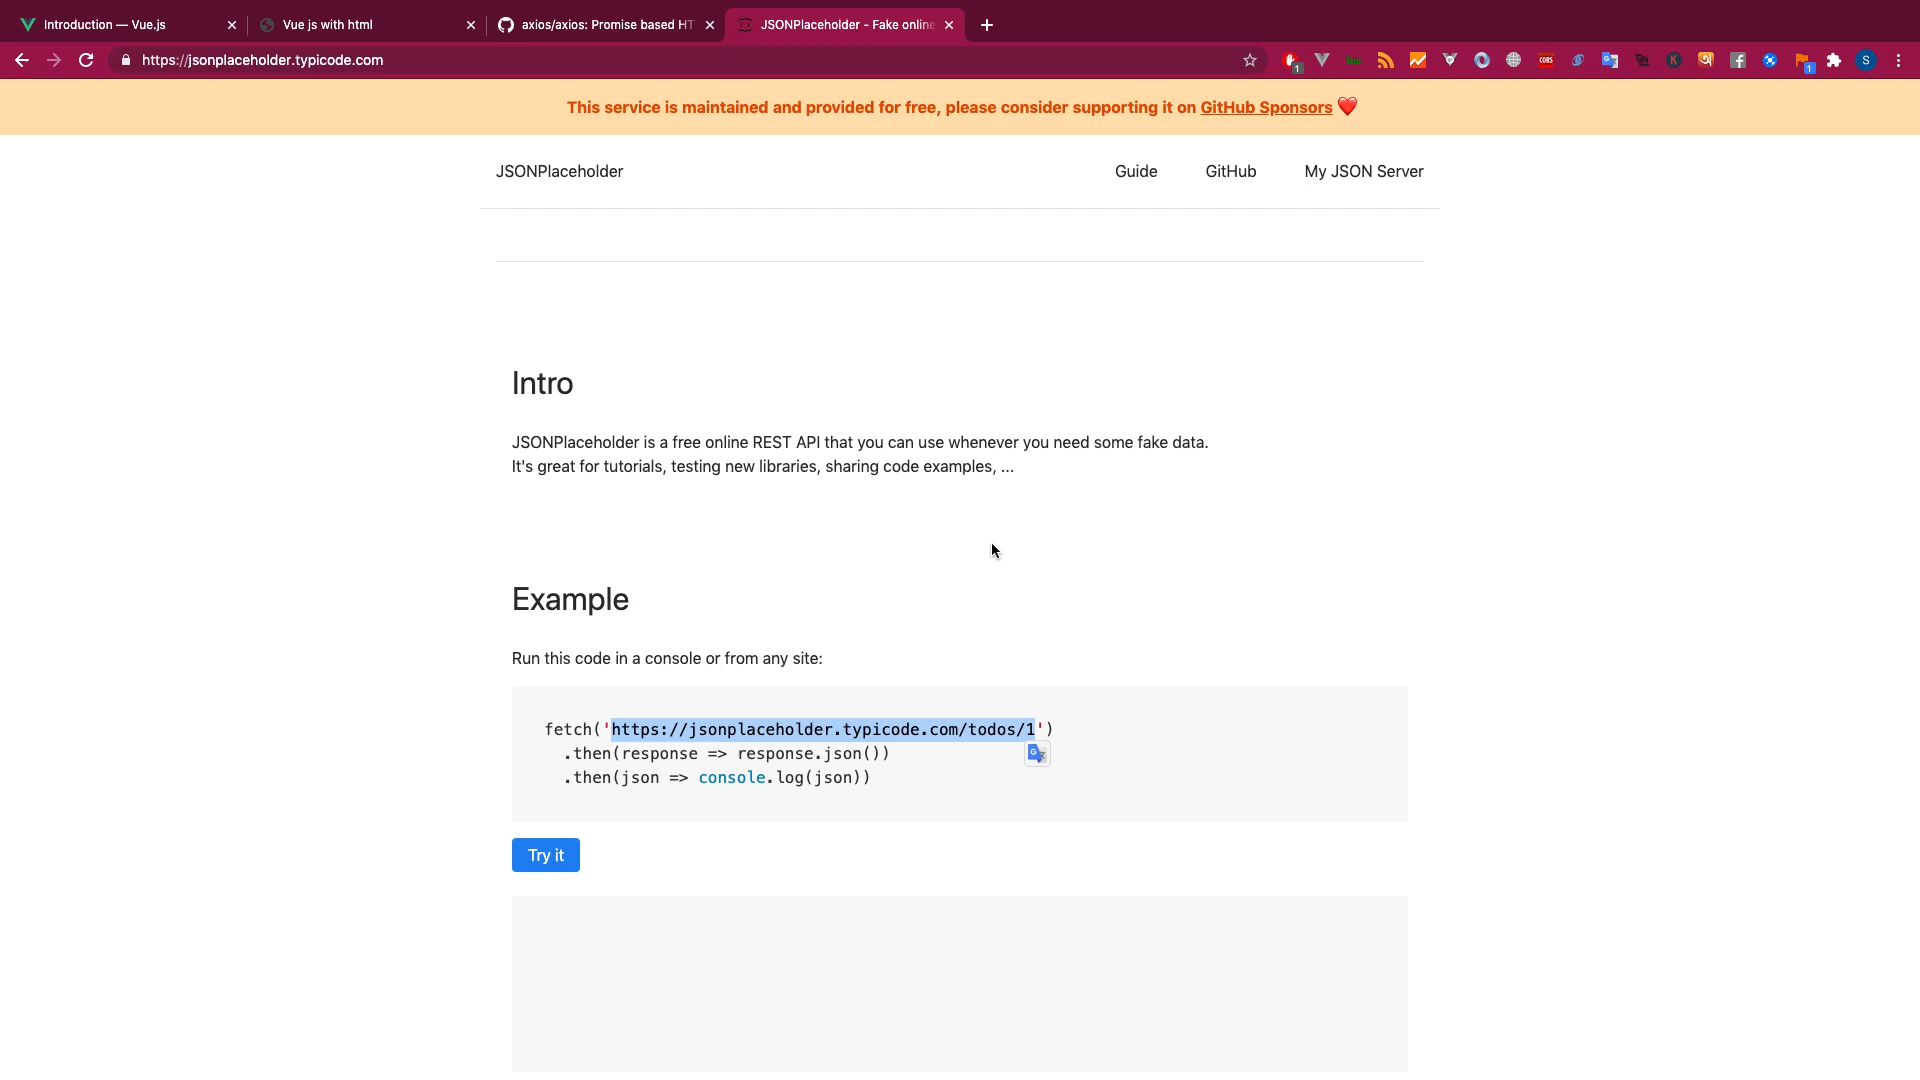 Introduction — Vue.js
Vue js with html
axios/axios: Promise based HT
JSONPlaceholder - Fake online
https://jsonplaceholder.typicode.com
1
CORS
K
1
S
This service is maintained and provided for free, please consider supporting it on GitHub Sponsors ❤️
JSONPlaceholder
Guide
GitHub
My JSON Server
Intro
JSONPlaceholder is a free online REST API that you can use whenever you need some fake data.
It's great for tutorials, testing new libraries, sharing code examples, ...
Example
Run this code in a console or from any site:
fetch('https://jsonplaceholder.typicode.com/todos/1')
.then(response => response.json())
.then(json => console.log(json))
Try it